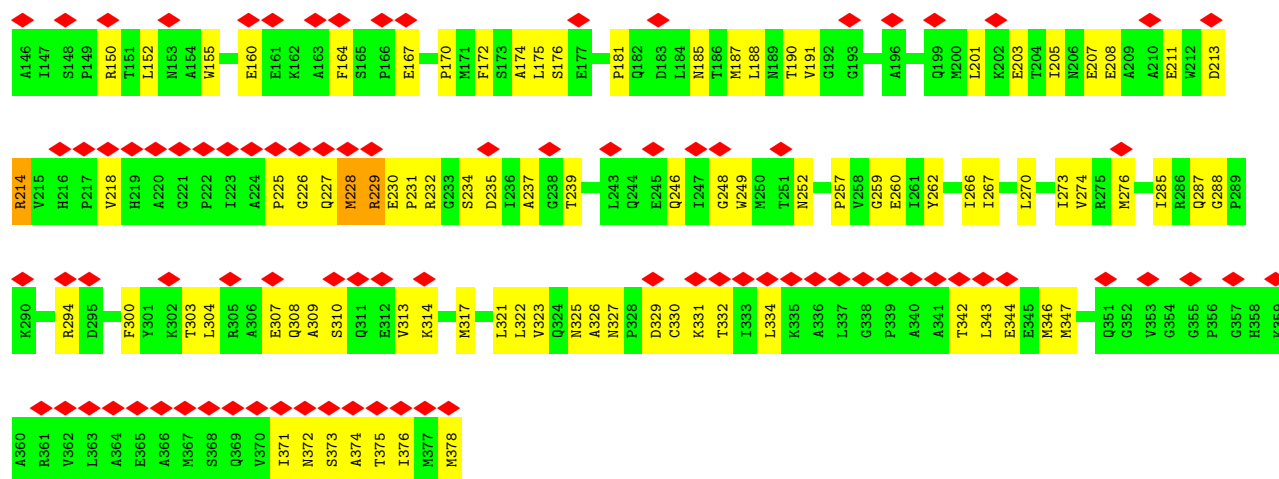 A146 I147 S148 P149 R150 T151 L152 N153 A154 W155 E160 E161 K162 A163 F164 S165 P166 E167 P170 M171 F172 S173 A174 L175 S176 E177 P181 Q182 D183 L184 N185 T186 M187 L188 N189 T190 V191 G192 G193 A196 Q199 M200 L201 K202 E203 T204 I205 N206 E207 E208 A209 A210 E211 W212 D213
R214 V215 H216 P217 V218 H219 A220 G221 P222 I223 A224 P225 G226 Q227 M228 R229 E230 P231 R232 G233 S234 D235 I236 A237 G238 T239 L243 Q244 E245 Q246 I247 G248 W249 M250 T251 N252 P257 V258 G259 E260 I261 Y262 I266 I267 L270 I273 V274 R275 M276 I285 R286 Q287 G288 P289
K290 R294 D295 F300 Y301 K302 T303 L304 R305 A306 E307 Q308 A309 S310 Q311 E312 V313 K314 M317 L321 L322 V323 Q324 N325 A326 N327 P328 D329 C330 K331 T332 I333 L334 K335 A336 L337 G338 P339 A340 A341 T342 L343 E344 E345 M346 M347 Q351 G352 V353 G354 G355 P356 G357 H358
A360 R361 V362 L363 A364 E365 A366 M367 S368 Q369 V370 I371 N372 S373 A374 T375 I376 M377 M378